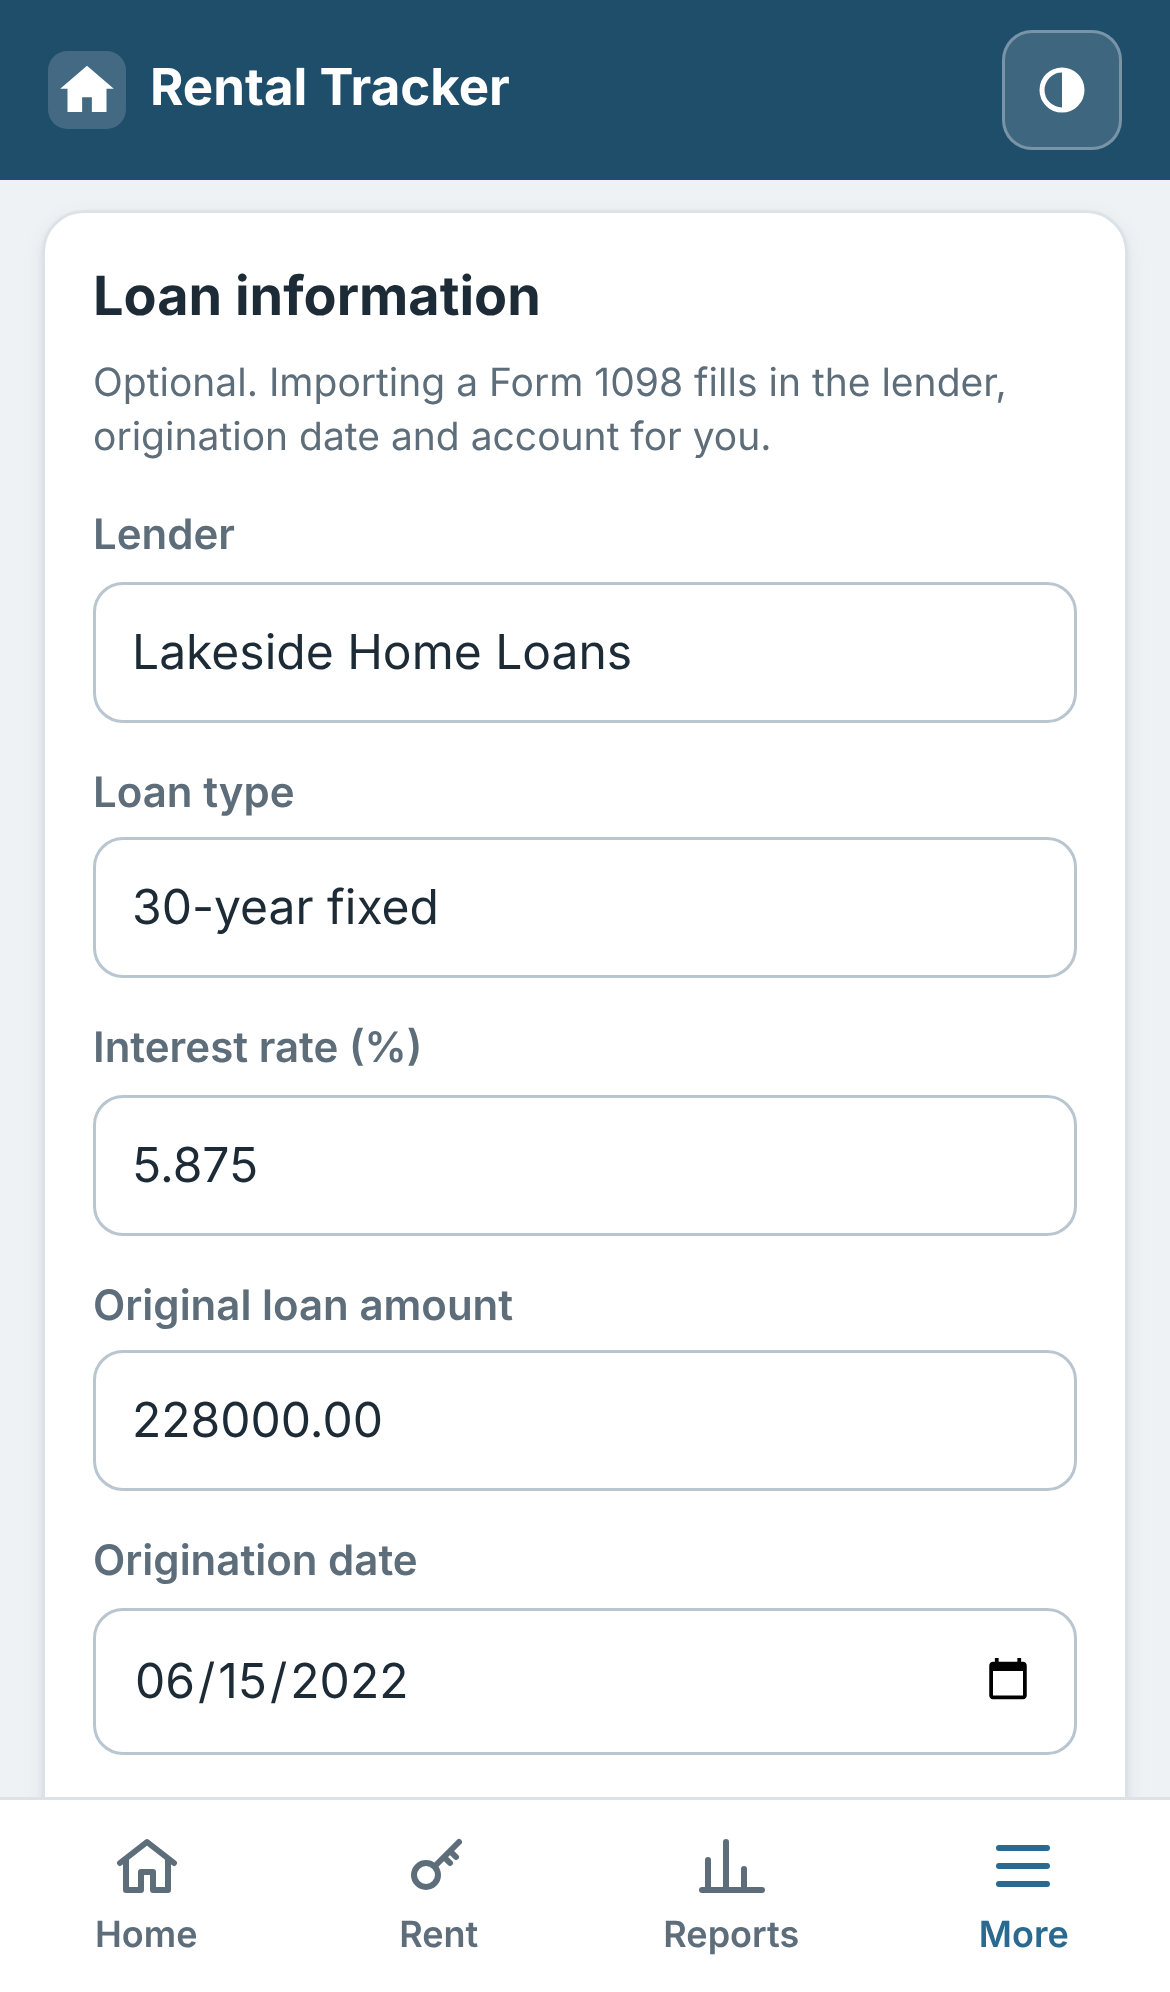 Rental Tracker
Loan information
Optional. Importing a Form 1098 fills in the lender,
origination date and account for you.
Lender
Lakeside Home Loans
Loan type
30-year fixed
Interest rate (%)
5.875
Original loan amount
228000.00
Origination date
06/15/2022
Home
Rent
Reports
More